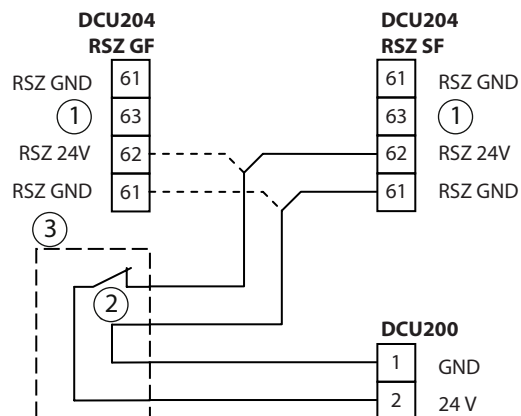 DCU204 DCU204
RSZ GF RSZ SF
RSZ GND 61 61 RSZ GND
1 63 63 1
RSZ 24V 62 62 RSZ 24V
RSZ GND 61 61 RSZ GND
3
2
DCU200
1 GND
2 24 V